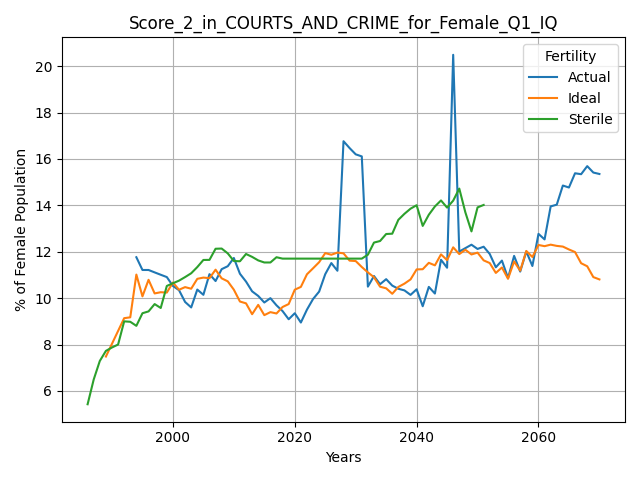 Score_2_in_COURTS_AND_CRIME_for_Female_Q1_IQ
Fertility
Actual
Ideal
Sterile
% of Female Population
20
18
16
14
12
10
8
6
2000 2020 2040 2060
Years